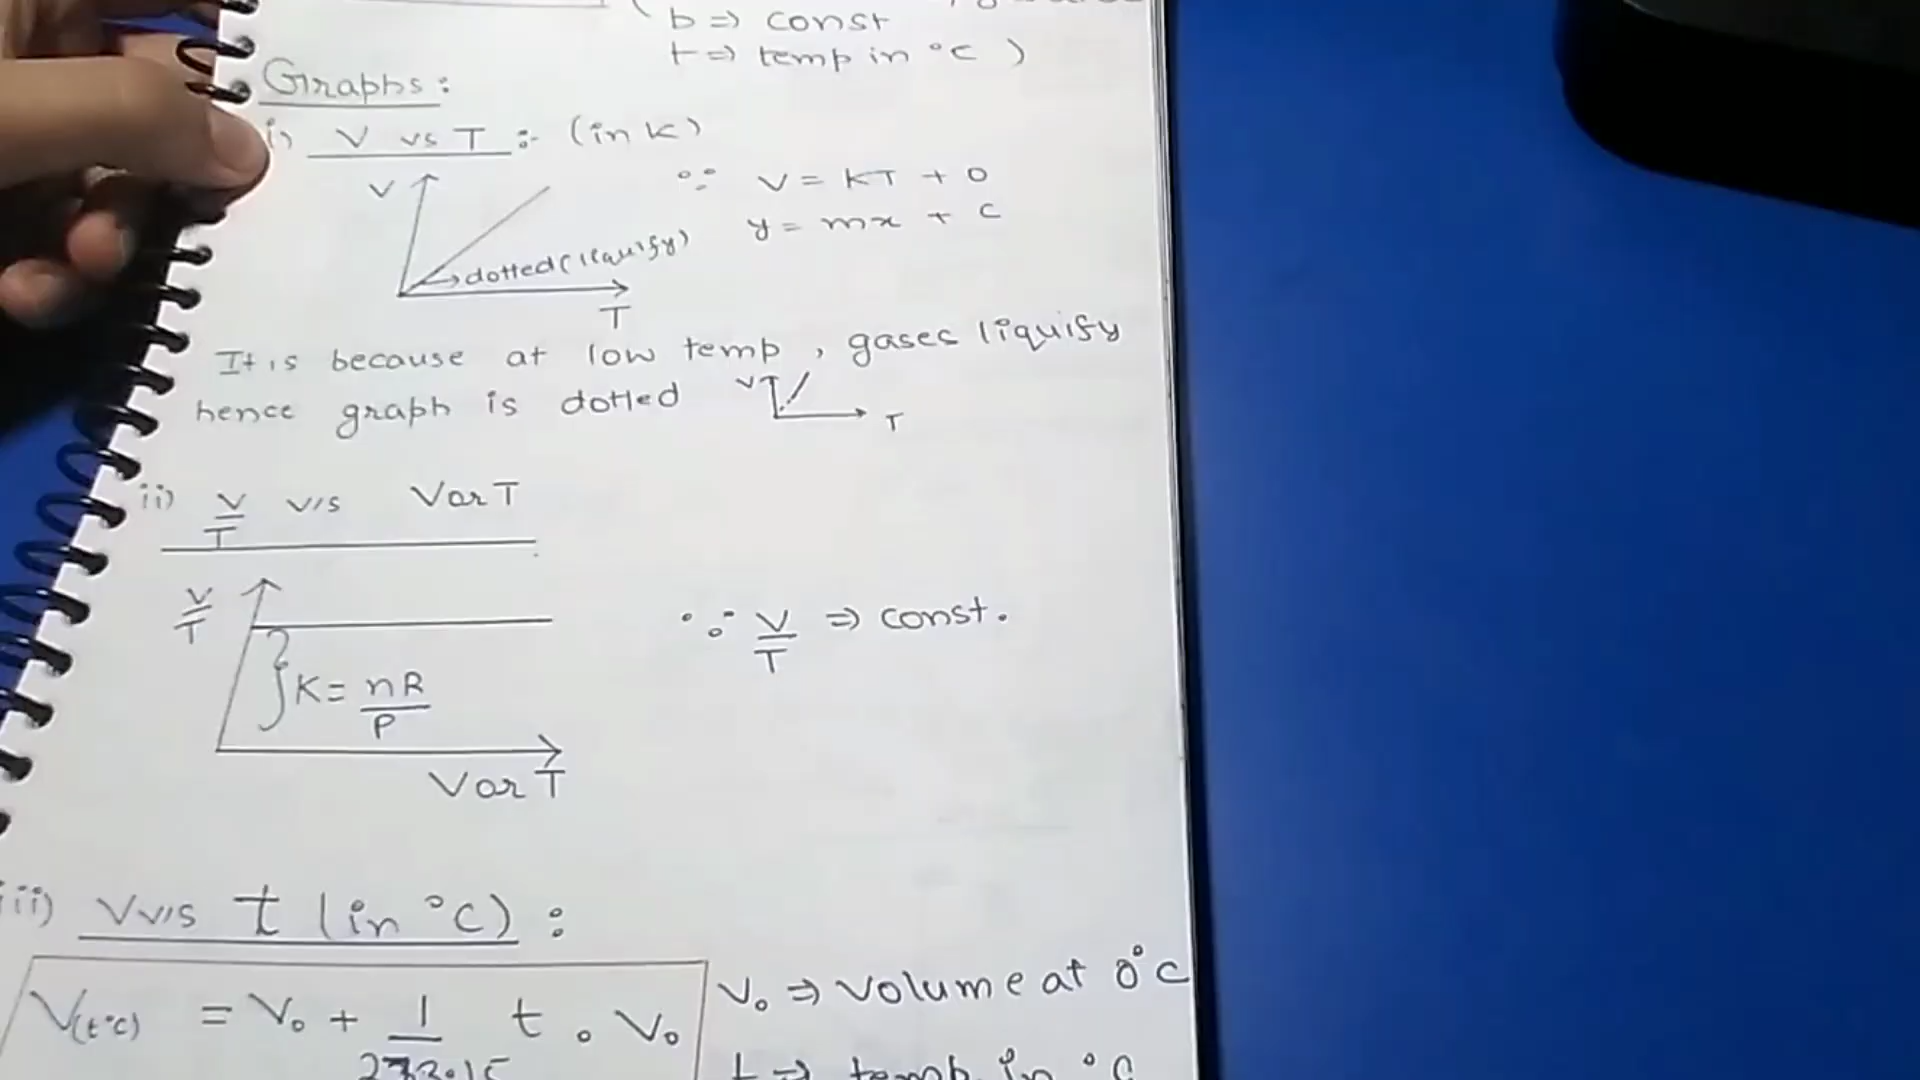 b ⇒ const
t ⇒ temp in °C )
Graphs :
i) V vs T :- (in K)
V
∵ V = KT + 0
y = mx + c
→ dotted (liquify)
T
It is because at low temp , gases liquify
hence graph is dotted V T
ii) V/T v/s V or T
V/T
∵ V/T ⇒ const.
K = nR/P
V or T
iii) V v/s t (in °C) :
V(t°C) = V₀ + 1/273.15 t . V₀
V₀ ⇒ volume at 0°C
t ⇒ temp in °C